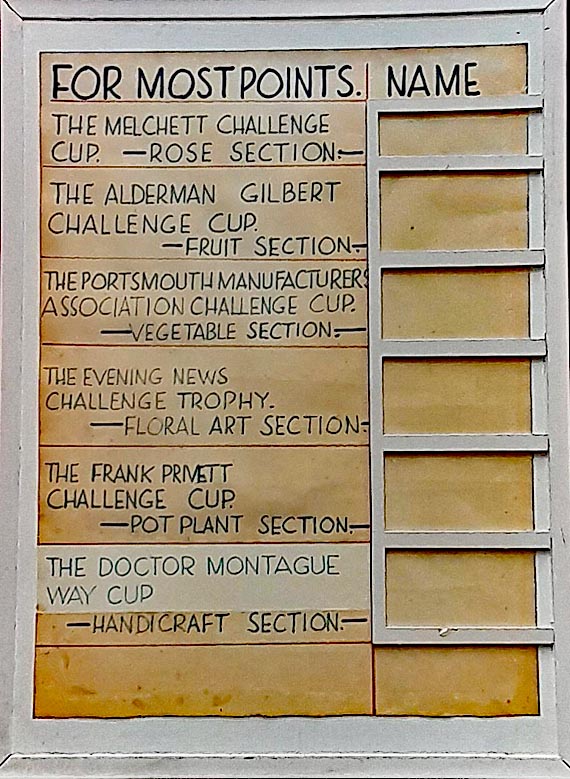 FOR MOST POINTS. NAME
THE MELCHETT CHALLENGE
CUP. —ROSE SECTION.—
THE ALDERMAN GILBERT
CHALLENGE CUP.
—FRUIT SECTION.—
THE PORTSMOUTH MANUFACTURERS
ASSOCIATION CHALLENGE CUP.
—VEGETABLE SECTION.—
THE EVENING NEWS
CHALLENGE TROPHY.
—FLORAL ART SECTION—
THE FRANK PRIVETT
CHALLENGE CUP.
—POT PLANT SECTION.—
THE DOCTOR MONTAGUE
WAY CUP
—HANDICRAFT SECTION.—